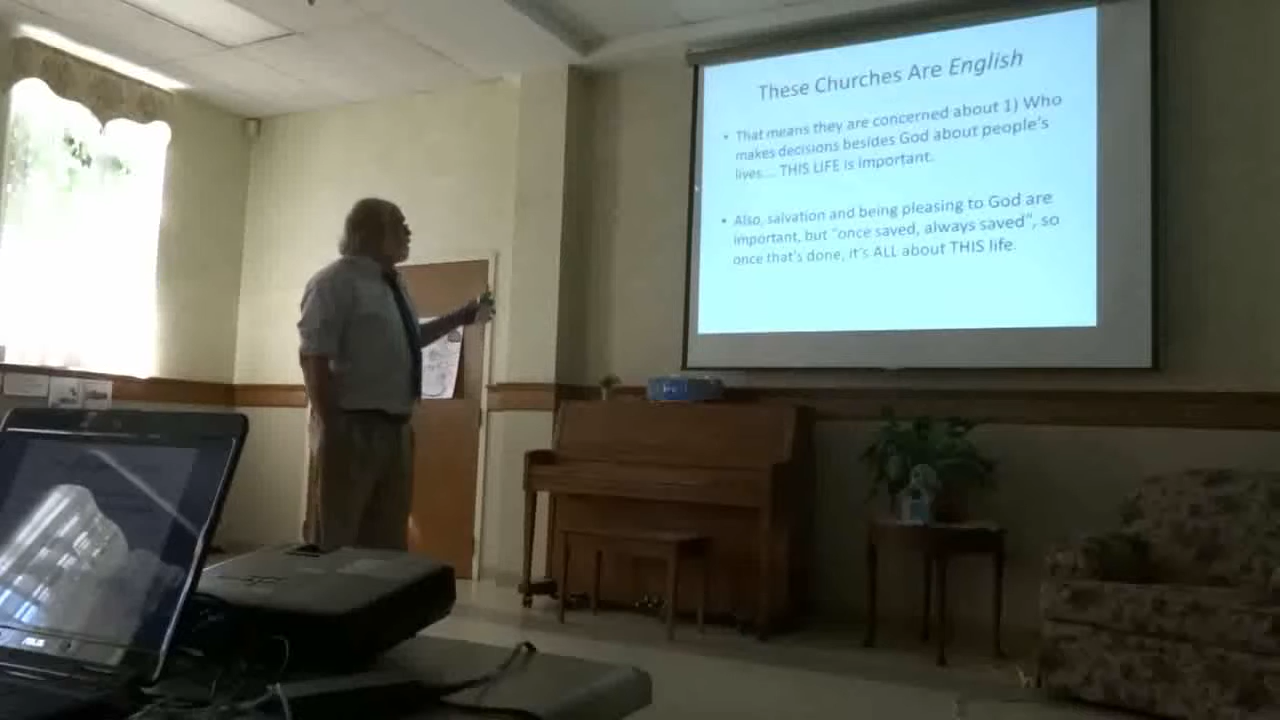 These Churches Are English
• That means they are concerned about 1) Who
makes decisions besides God about people's
lives... THIS LIFE is important.
• Also, salvation and being pleasing to God are
important, but "once saved, always saved", so
once that's done, it's ALL about THIS life.
ASUS